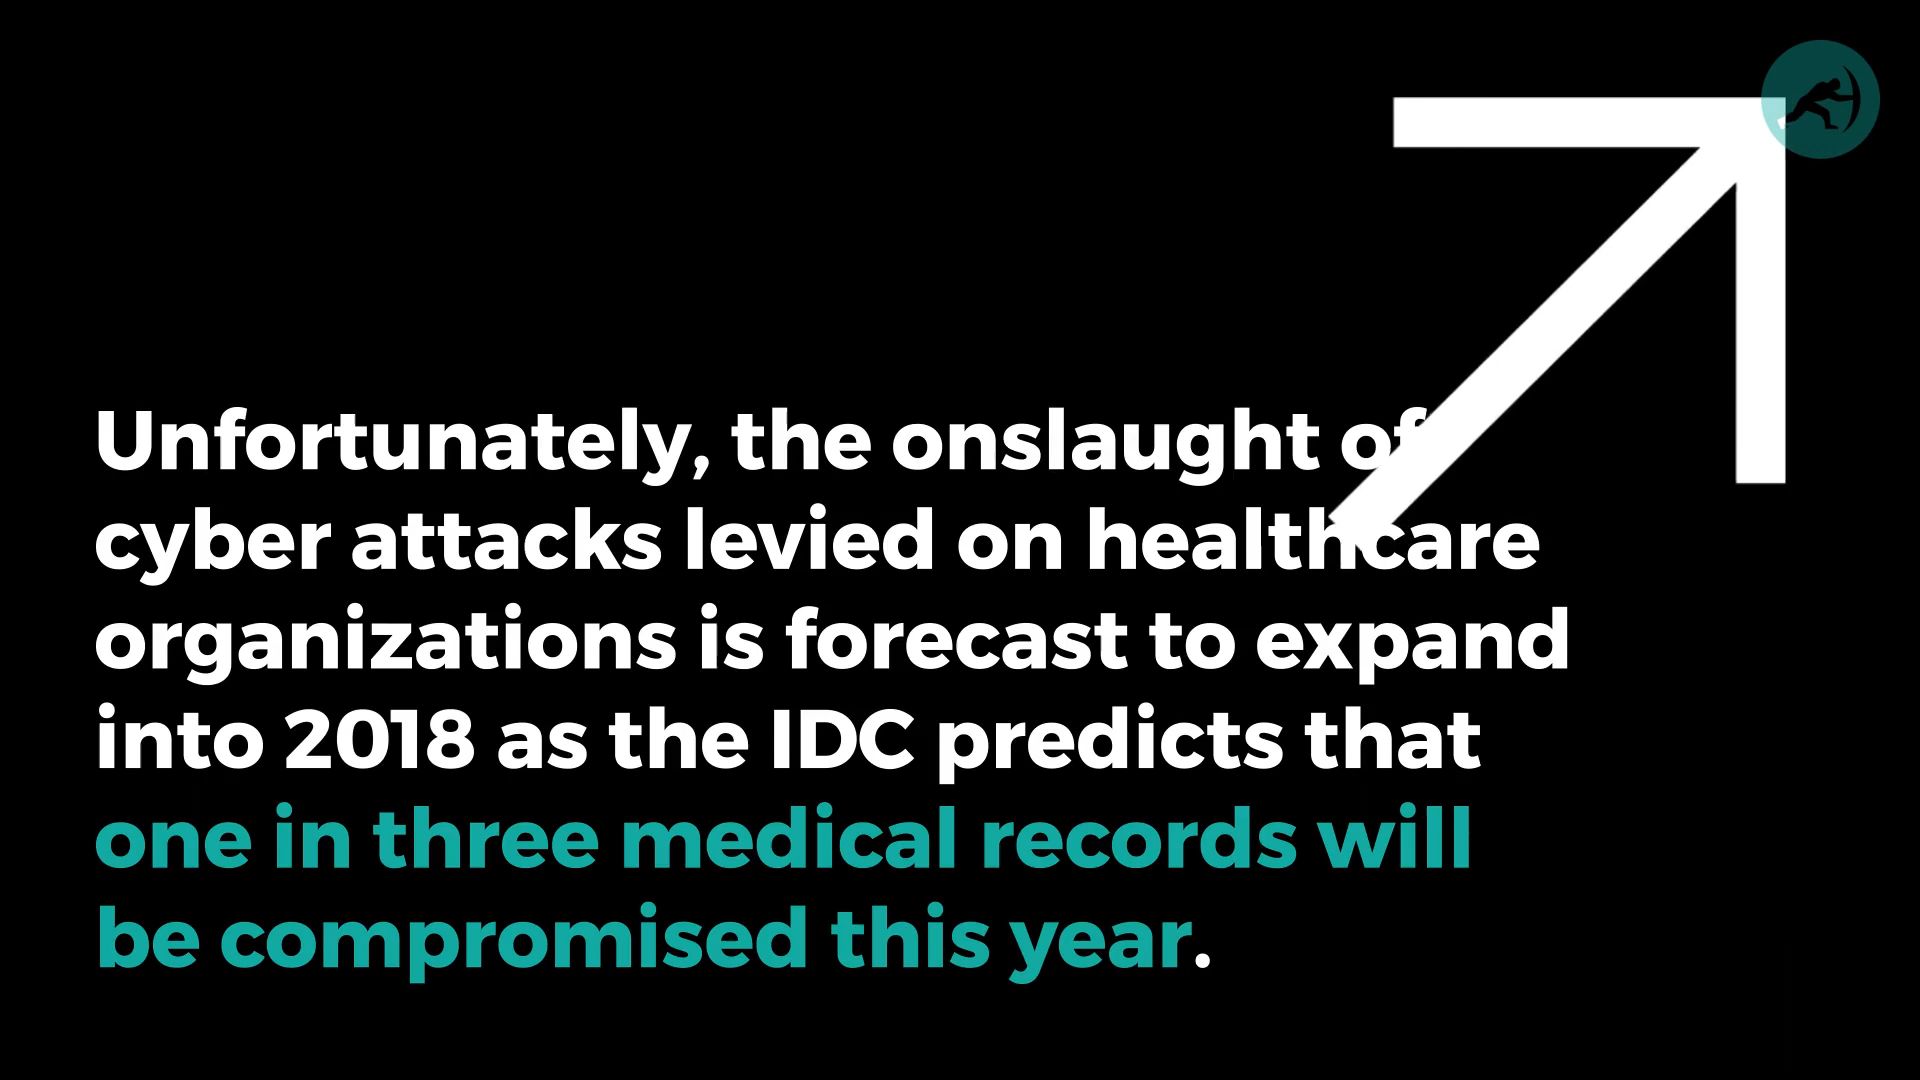 Unfortunately, the onslaught of
cyber attacks levied on healthcare
organizations is forecast to expand
into 2018 as the IDC predicts that
one in three medical records will
be compromised this year.